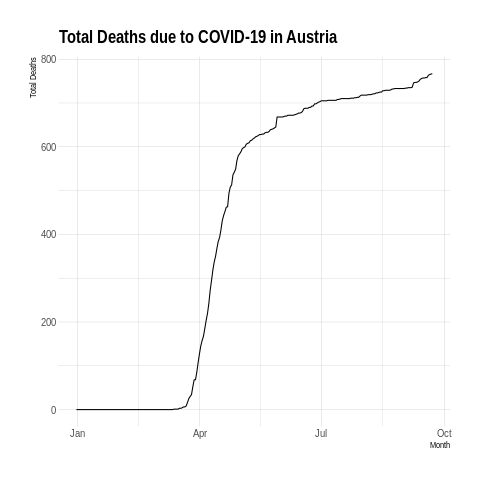 Total Deaths due to COVID-19 in Austria
Total Deaths
800
600
400
200
0
Jan Apr Jul Oct
Month